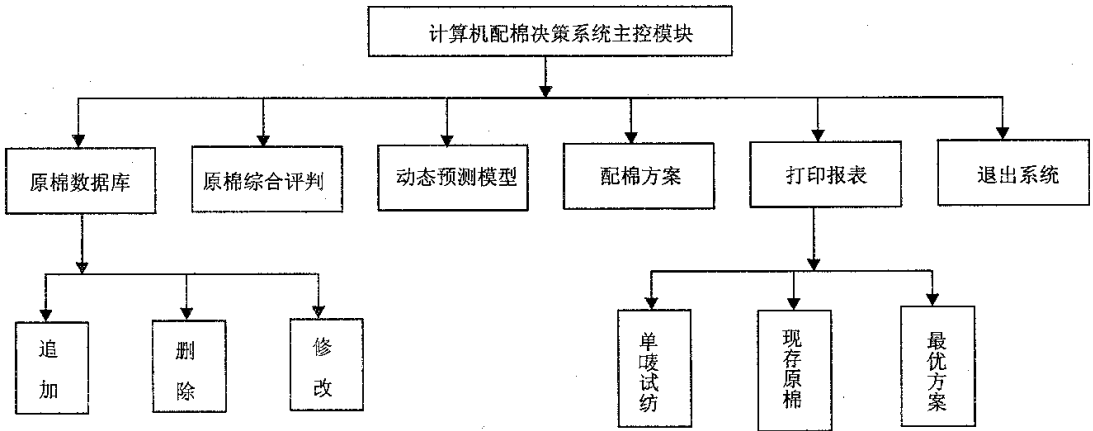 计算机配棉决策系统主控模块
原棉数据库
原棉综合评判
动态预测模型
配棉方案
打印报表
退出系统
追加
删除
修改
单唛试纺
现存原棉
最优方案